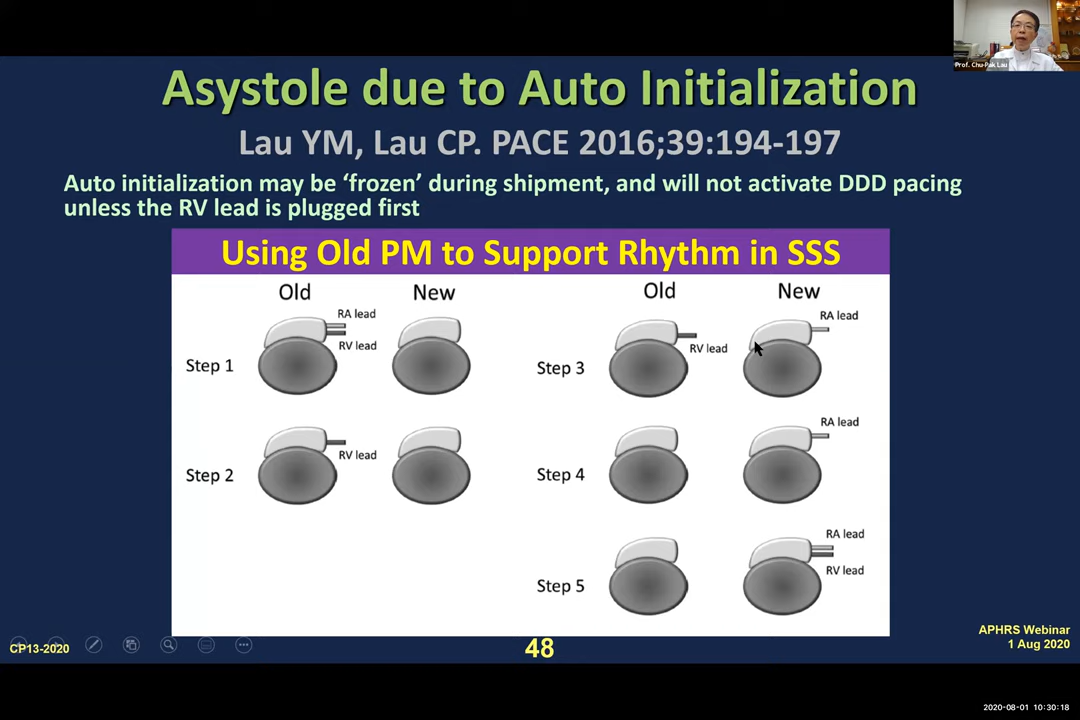 Prof. Chu-Pak Lau
Asystole due to Auto Initialization
Lau YM, Lau CP. PACE 2016;39:194-197
Auto initialization may be ‘frozen’ during shipment, and will not activate DDD pacing
unless the RV lead is plugged first
Using Old PM to Support Rhythm in SSS
Old
New
RA lead
RV lead
Step 1
RV lead
Step 2
Old
New
RA lead
RV lead
Step 3
RA lead
Step 4
RA lead
RV lead
Step 5
CP13-2020
48
APHRS Webinar
1 Aug 2020
2020-08-01 10:30:18